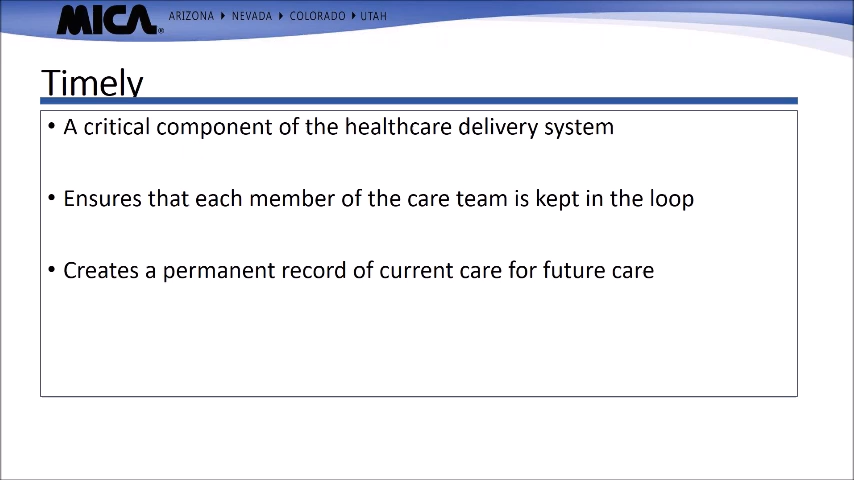 MICA® ARIZONA NEVADA COLORADO UTAH
Timely
• A critical component of the healthcare delivery system
• Ensures that each member of the care team is kept in the loop
• Creates a permanent record of current care for future care